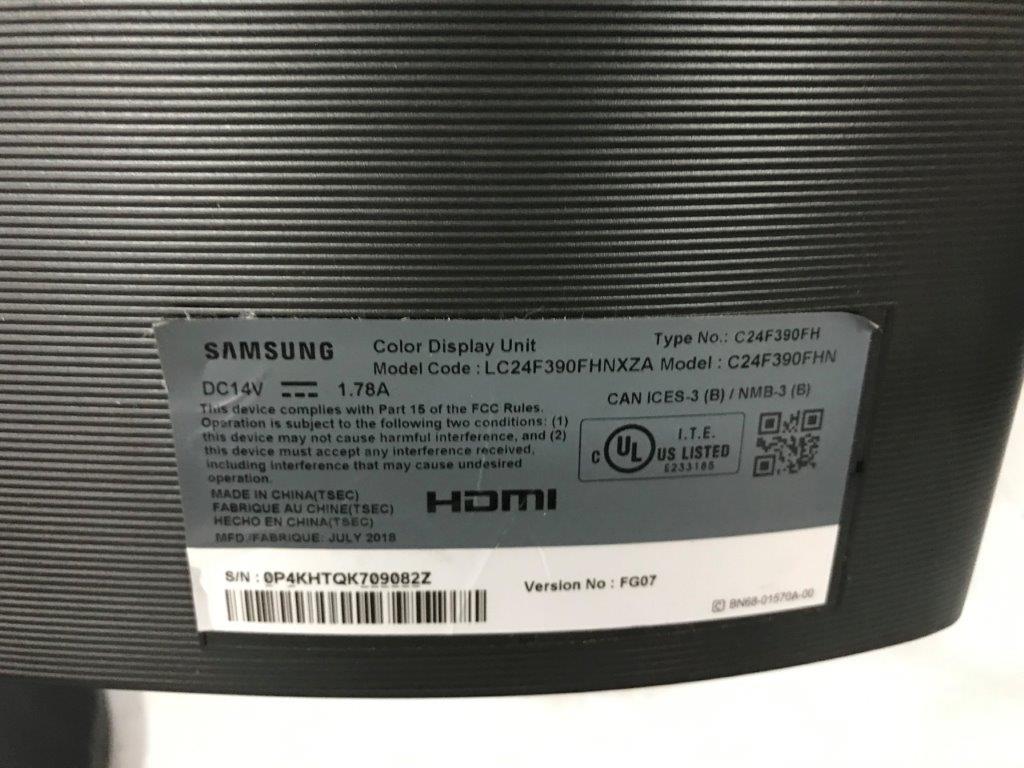 SAMSUNG
Color Display Unit
Type No.: C24F390FH
Model Code : LC24F390FHNXZA Model : C24F390FHN
DC14V 1.78A
CAN ICES-3 (B) / NMB-3 (B)
This device complies with Part 15 of the FCC Rules.
Operation is subject to the following two conditions: (1)
this device may not cause harmful interference, and (2)
this device must accept any interference received,
including interference that may cause undesired
operation.
C UL US LISTED
I.T.E.
E233185
MADE IN CHINA(TSEC)
FABRIQUE AU CHINE(TSEC)
HECHO EN CHINA(TSEC)
MFD./FABRIQUE: JULY 2018
HDMI
S/N : 0P4KHTQK709082Z
Version No : FG07
(C) BN68-01570A-00